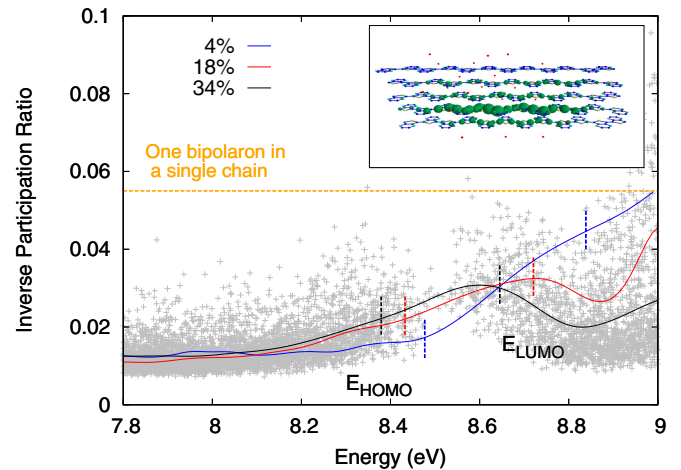 0.1
0.08
0.06
0.04
0.02
0
Inverse Participation Ratio
4%
18%
34%
One bipolaron in
a single chain
E_HOMO
E_LUMO
7.8
8
8.2
8.4
8.6
8.8
9
Energy (eV)